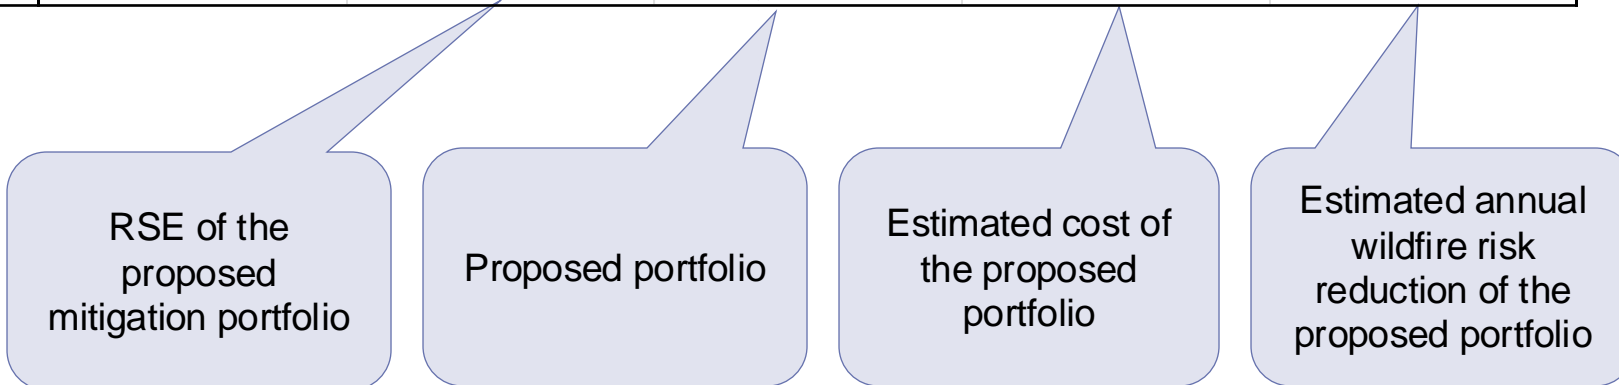 RSE of the
proposed
mitigation portfolio
Proposed portfolio
Estimated cost of
the proposed
portfolio
Estimated annual
wildfire risk
reduction of the
proposed portfolio